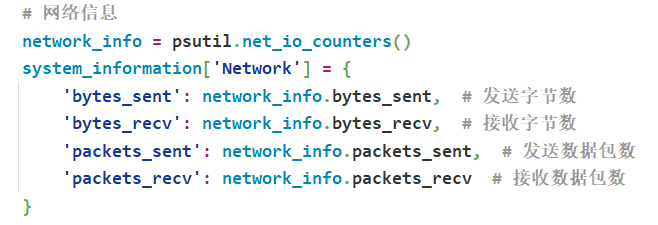 # 网络信息
network_info = psutil.net_io_counters()
system_information['Network'] = {
    'bytes_sent': network_info.bytes_sent,  # 发送字节数
    'bytes_recv': network_info.bytes_recv,  # 接收字节数
    'packets_sent': network_info.packets_sent,  # 发送数据包数
    'packets_recv': network_info.packets_recv  # 接收数据包数
}